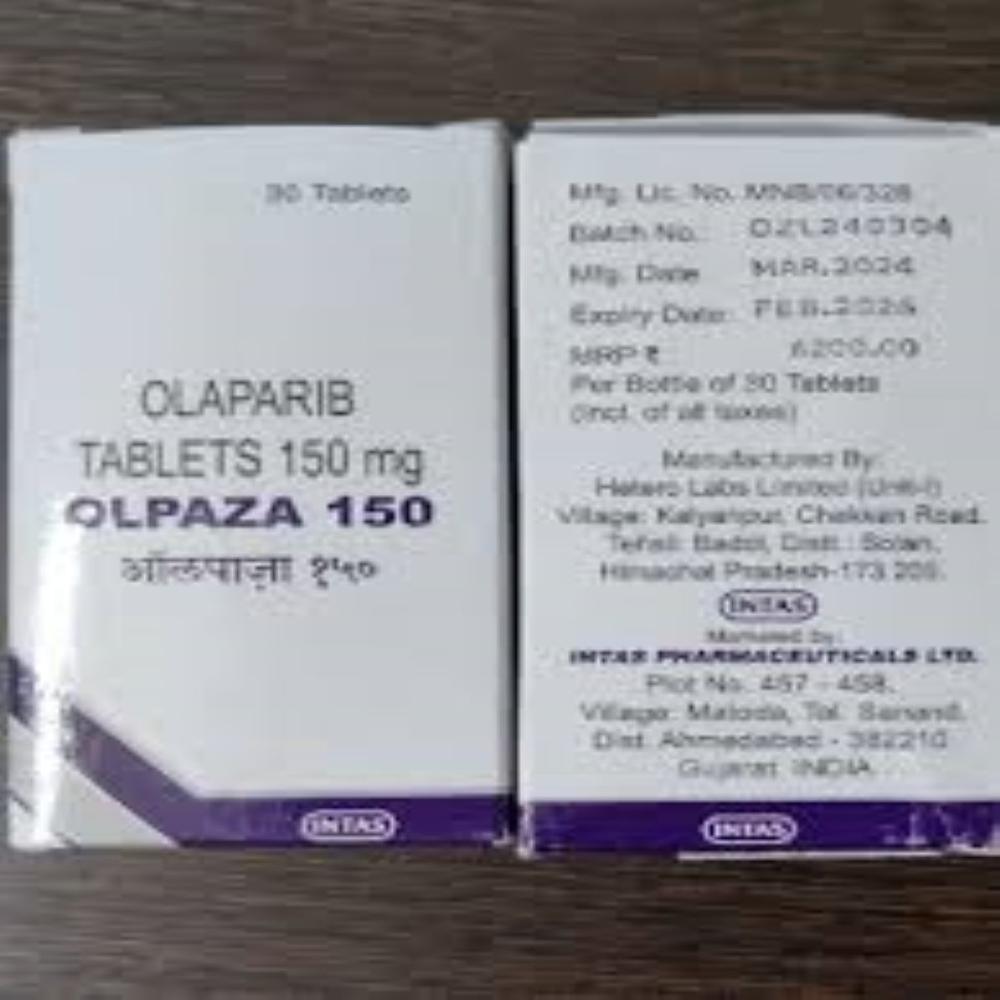 30 Tablets
OLAPARIB
TABLETS 150 mg
OLPAZA 150
ऑलपाज़ा १५०
INTAS
Mfg. Lic. No. MNB/06/328
Batch No. OZL240304
Mfg. Date MAR.2024
Expiry Date: FEB.2026
MRP ₹ 6200.00
Per Bottle of 30 Tablets
(Incl. of all taxes)
Manufactured By:
Hetero Labs Limited (Unit-I)
Village: Kalyanpur, Chakkan Road,
Tehsil: Baddi, Distt.: Solan,
Himachal Pradesh-173 205.
INTAS
Marketed by:
INTAS PHARMACEUTICALS LTD.
Plot No. 457 - 458,
Village: Matoda, Tal. Sanand,
Dist. Ahmedabad - 382210
Gujarat INDIA
INTAS